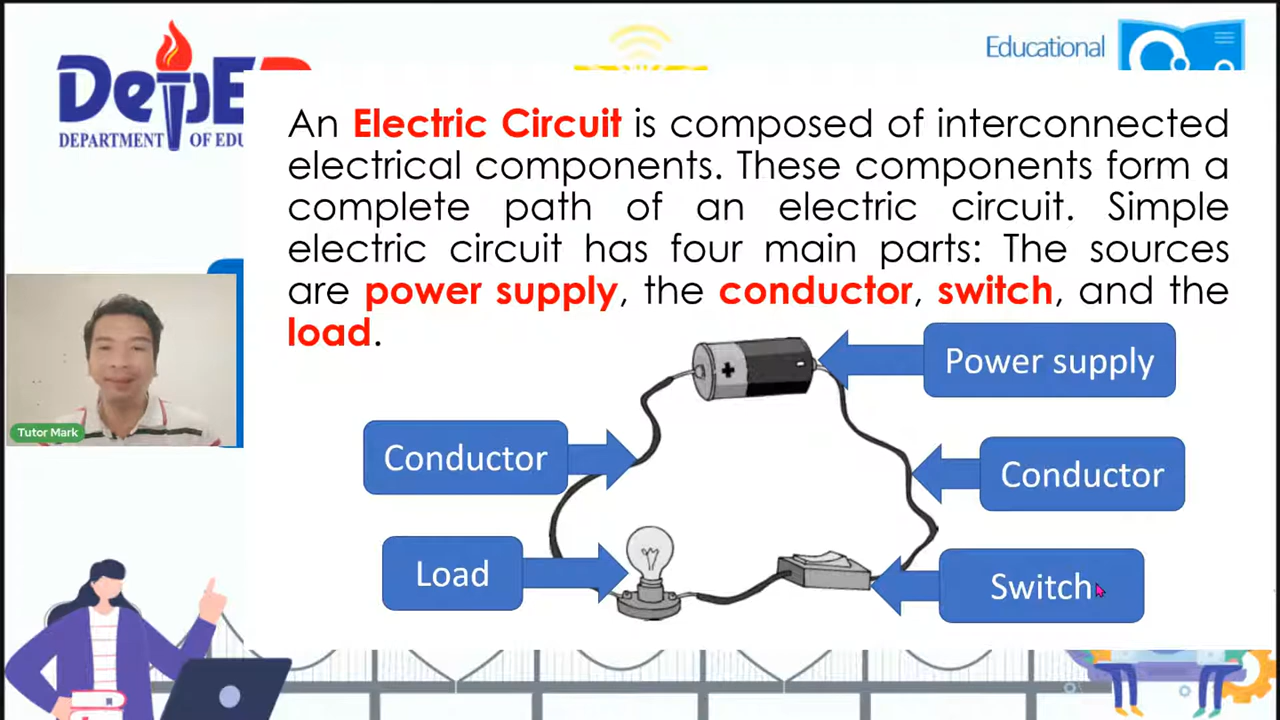 DepE
DEPARTMENT OF EDU
Educational
An Electric Circuit is composed of interconnected
electrical components. These components form a
complete path of an electric circuit. Simple
electric circuit has four main parts: The sources
are power supply, the conductor, switch, and the
load.
Power supply
+
-
Conductor
Conductor
Load
Switch
Tutor Mark